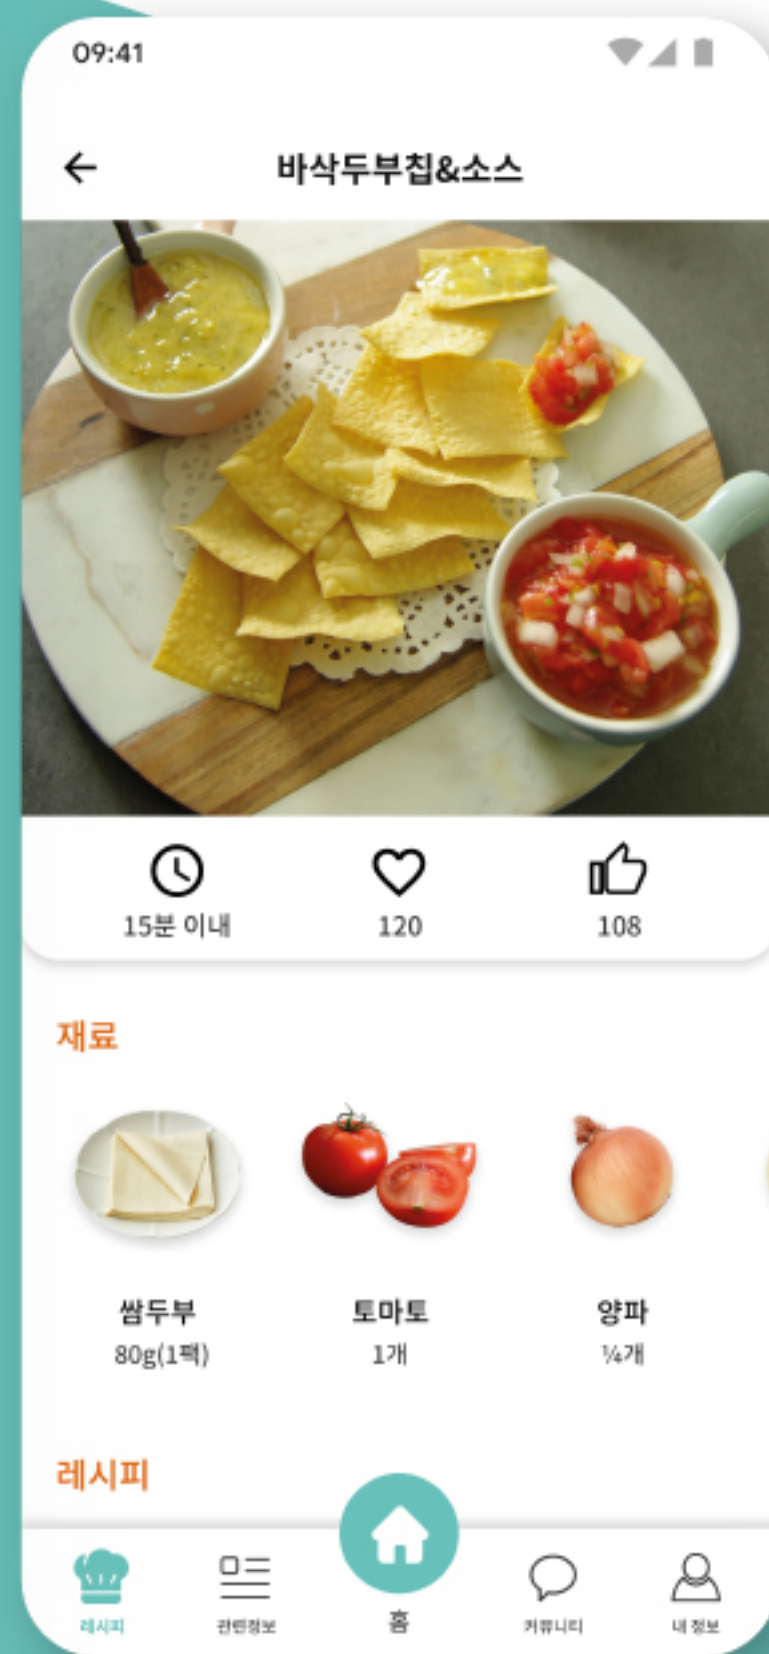 09:41
바삭두부칩&소스
15분 이내
120
108
재료
쌈두부
토마토
양파
80g(1팩)
1개
¼개
레시피
레시피
관련정보
홈
커뮤니티
내 정보